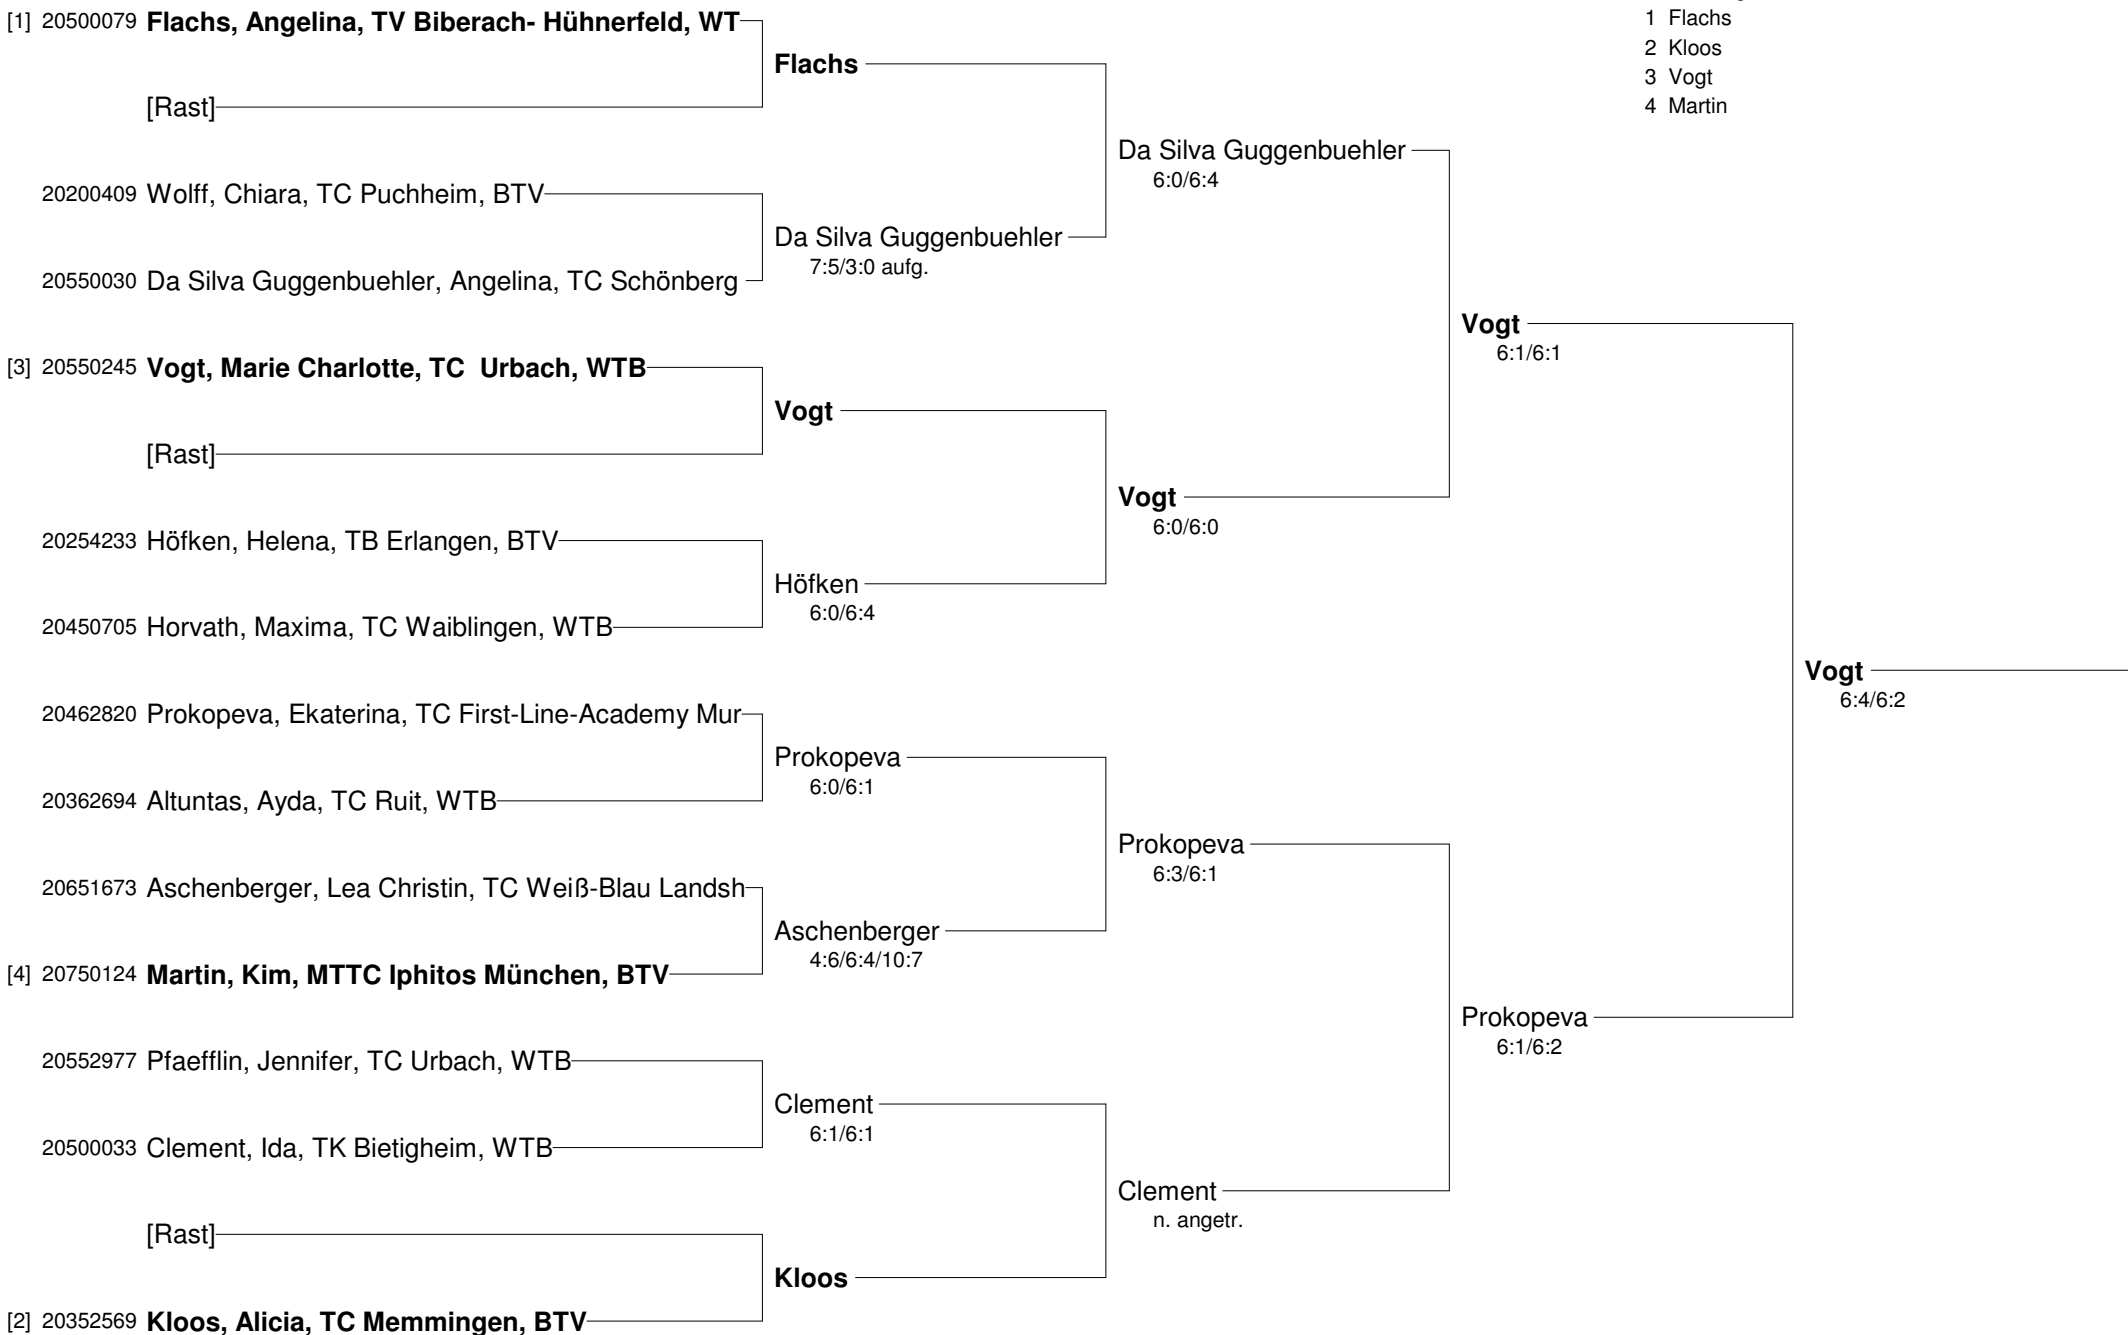 [1] 20500079 Flachs, Angelina, TV Biberach- Hühnerfeld, WT
[Rast]
20200409 Wolff, Chiara, TC Puchheim, BTV
20550030 Da Silva Guggenbuehler, Angelina, TC Schönberg
[3] 20550245 Vogt, Marie Charlotte, TC Urbach, WTB
[Rast]
20254233 Höfken, Helena, TB Erlangen, BTV
20450705 Horvath, Maxima, TC Waiblingen, WTB
20462820 Prokopeva, Ekaterina, TC First-Line-Academy Mur
20362694 Altuntas, Ayda, TC Ruit, WTB
20651673 Aschenberger, Lea Christin, TC Weiß-Blau Landsh
[4] 20750124 Martin, Kim, MTTC Iphitos München, BTV
20552977 Pfaefflin, Jennifer, TC Urbach, WTB
20500033 Clement, Ida, TK Bietigheim, WTB
[Rast]
[2] 20352569 Kloos, Alicia, TC Memmingen, BTV
Flachs
Da Silva Guggenbuehler
7:5/3:0 aufg.
Vogt
Höfken
6:0/6:4
Prokopeva
6:0/6:1
Aschenberger
4:6/6:4/10:7
Clement
6:1/6:1
Kloos
Da Silva Guggenbuehler
6:0/6:4
Vogt
6:0/6:0
Prokopeva
6:3/6:1
Clement
n. angetr.
Vogt
6:1/6:1
Prokopeva
6:1/6:2
Vogt
6:4/6:2
1 Flachs
2 Kloos
3 Vogt
4 Martin